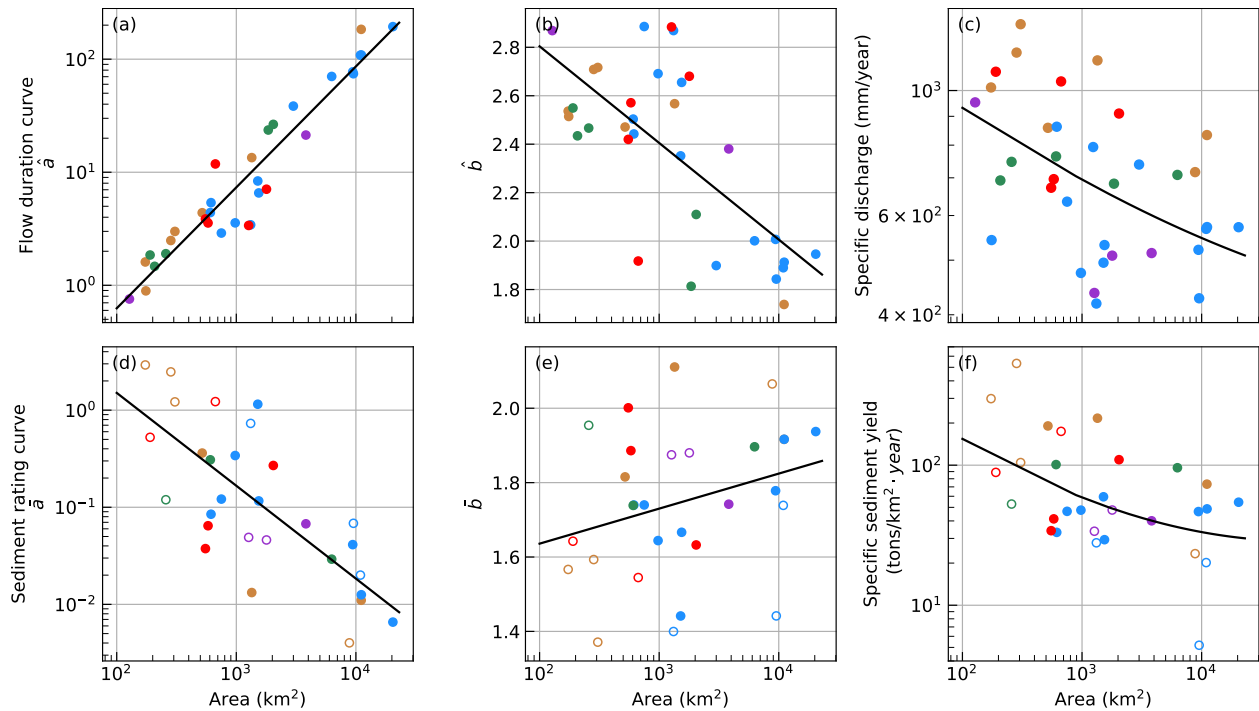 (a)
(b)
(c)
Flow duration curve
â
10²
10¹
10⁰
b̂
2.8
2.6
2.4
2.2
2.0
1.8
Specific discharge (mm/year)
10³
6 × 10²
4 × 10²
(d)
(e)
(f)
Sediment rating curve
ā
10⁰
10⁻¹
10⁻²
b̄
2.0
1.8
1.6
1.4
Specific sediment yield
(tons/km² · year)
10²
10¹
10² 10³ 10⁴
10² 10³ 10⁴
10² 10³ 10⁴
Area (km²)
Area (km²)
Area (km²)